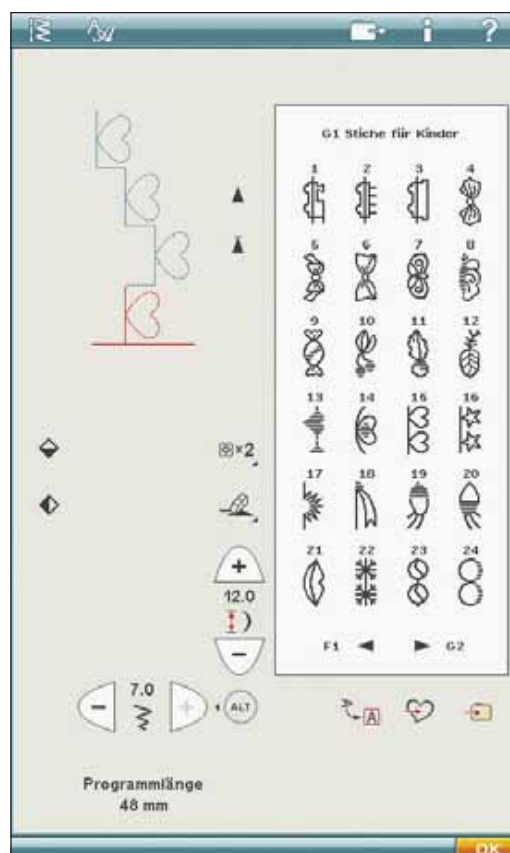 i ?
G1 Stiche für Kinder
1 2 3 4
5 6 7 8
9 10 11 12
13 14 15 16
×2
17 18 19 20
+
12.0
−
21 22 23 24
F1 G2
− 7.0 +
ALT
A
Programmlänge
48 mm
OK